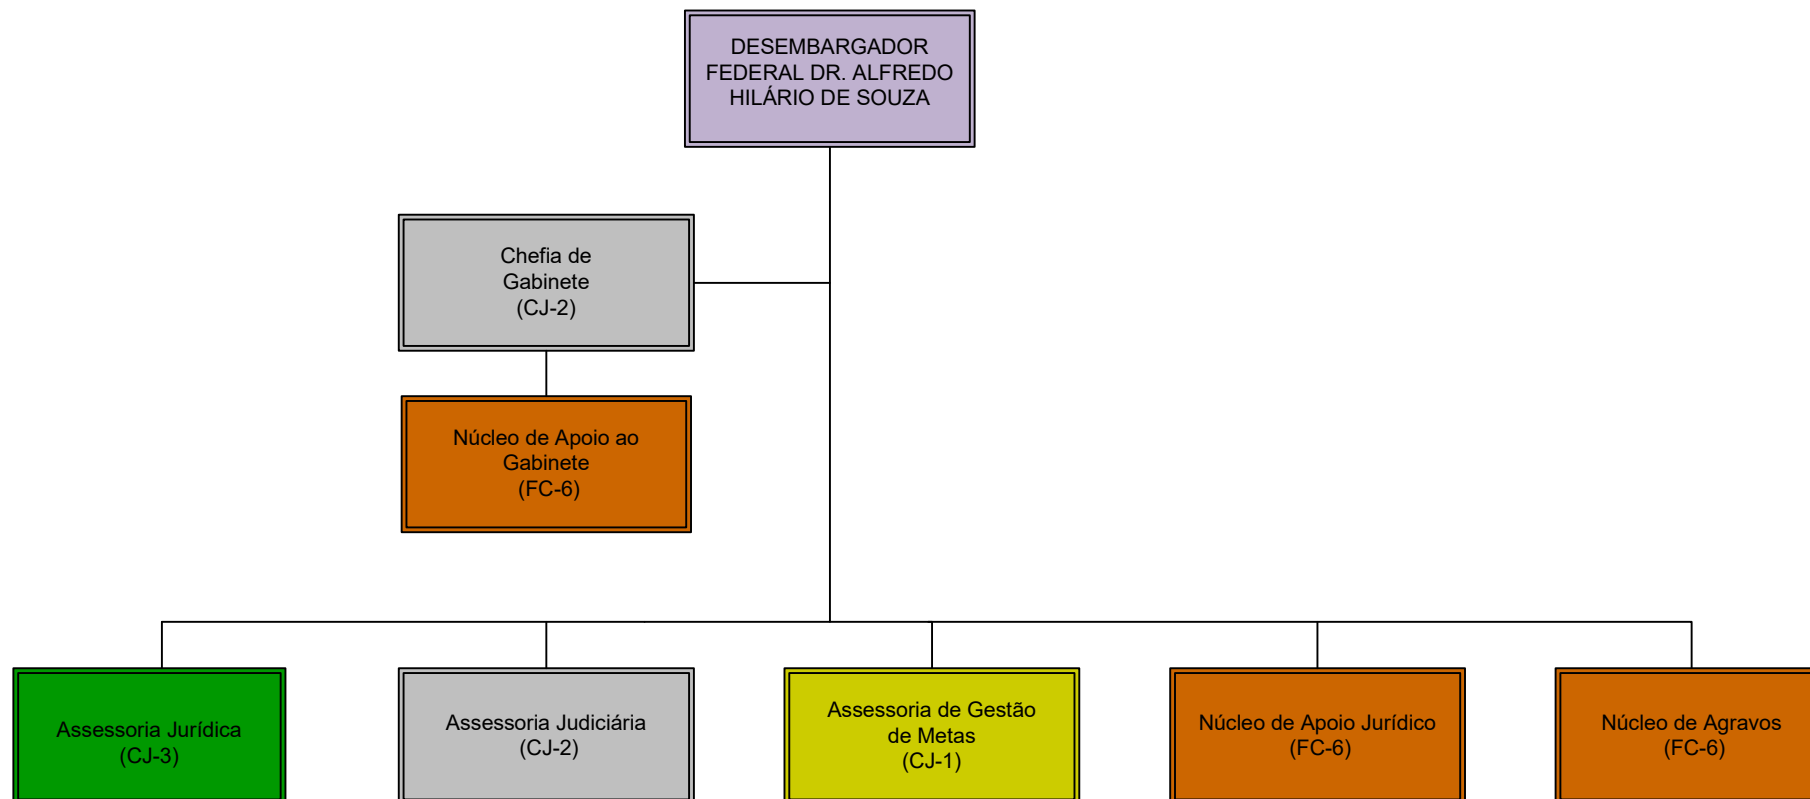 DESEMBARGADOR
FEDERAL DR. ALFREDO
HILÁRIO DE SOUZA
Chefia de
Gabinete
(CJ-2)
Núcleo de Apoio ao
Gabinete
(FC-6)
Assessoria Jurídica
(CJ-3)
Assessoria Judiciária
(CJ-2)
Assessoria de Gestão
de Metas
(CJ-1)
Núcleo de Apoio Jurídico
(FC-6)
Núcleo de Agravos
(FC-6)